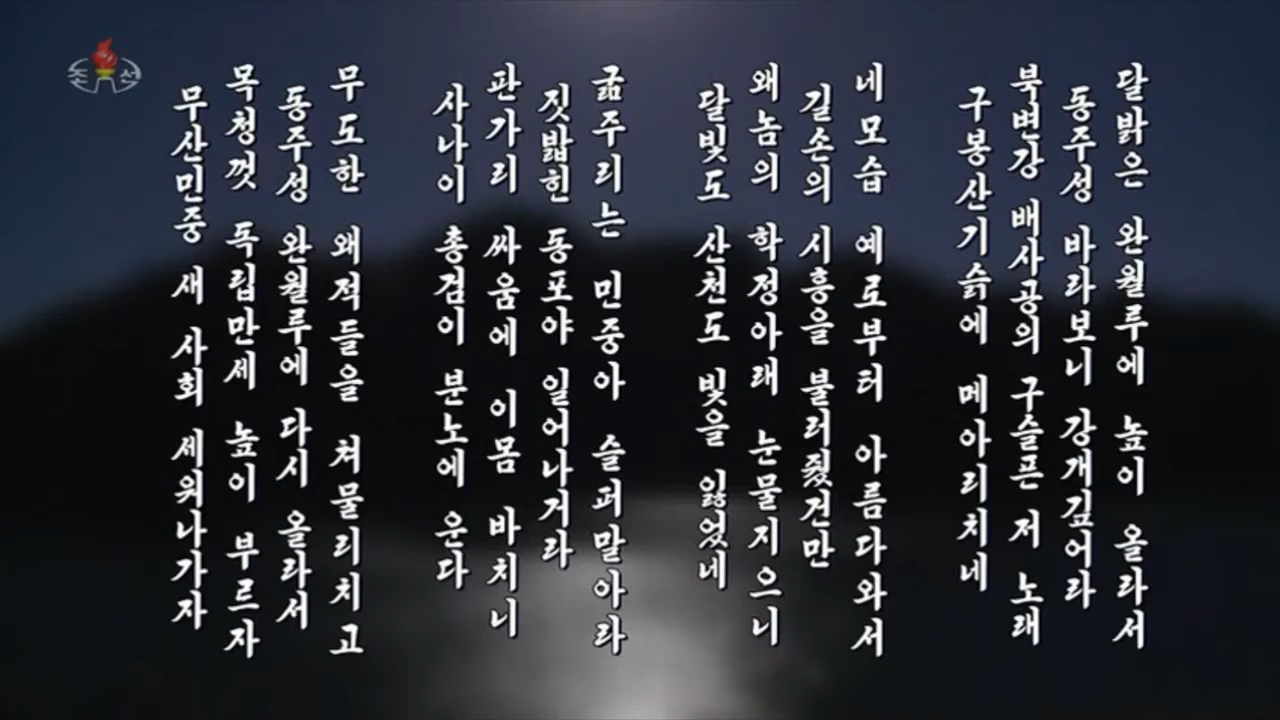 조선
달밝은 완월루에 높이 올라서
동주성 바라보니 강개깊어라
북변강 배사공의 구슬픈 저 노래
구봉산기슭에 메아리치네
네모습 예로부터 아름다와서
길손의 시흥을 불러줬건만
왜놈의 학정아래 눈물지으니
달빛도 산천도 빛을 잃었네
굶주리는 민중아 슬퍼말아라
짓밟힌 동포야 일어나거라
판가리 싸움에 이몸 바치니
사나이 총검이 분노에 운다
무도한 왜적들을 쳐물리치고
동주성 완월루에 다시 올라서
목청껏 독립만세 높이 부르자
무산민중 새 사회 세워나가자